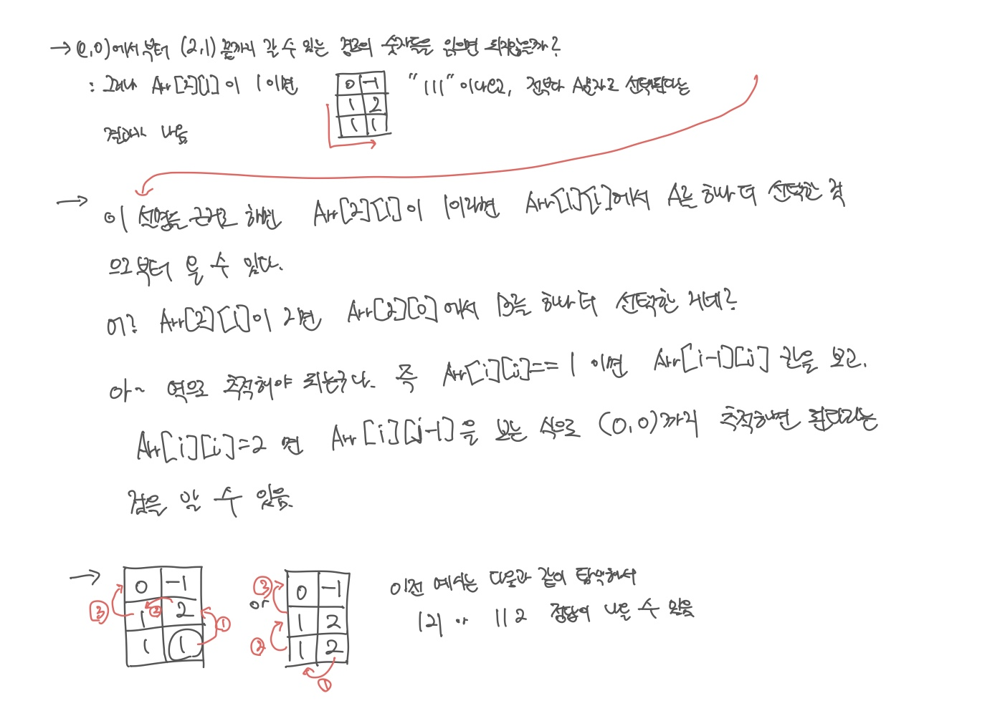 → (0,0)에서부터 (2,1) 끝까지 갈 수 있는 경로의 숫자들을 읽으면 되지않을까?
: 그러나 Arr[2][1]이 1이면
0 -1
1 2
1 1
"111"이나오고, 전부다 A문자로 선택된다는
결과가 나옴
→ 이 설명을 근거로 하면 Arr[2][1]이 1이라면 Arr[1][1]에서 A를 하나 더 선택한 것
으로부터 올 수 있다.
어? Arr[2][1]이 2면 Arr[2][0]에서 B를 하나 더 선택한 거네?
아~ 역으로 추적해야 되는구나. 즉 Arr[i][j]==1 이면 Arr[i-1][j] 칸을 보고,
Arr[i][j]=2 면 Arr[i][j-1]을 보는 식으로 (0,0)까지 추적하면 된다라는
것을 알 수 있음.
→
0 -1
③ 1 ② 2 ①
1 1
or
③ 0 -1
1 2
② 1 2
①
이전 예시는 다음과 같이 탐색해서
121 or 112 정답이 나올 수 있음